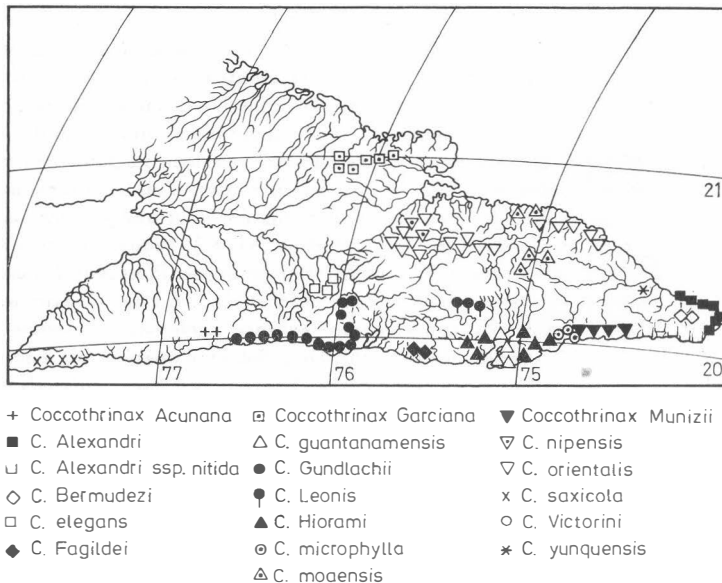 21
77
76
75
20
+ Coccothrinax Acunana
■ C. Alexandri
C. Alexandri ssp. nitida
◇ C. Bermudezi
□ C. elegans
◆ C. Fagildei
Coccothrinax Garciana
△ C. guantanamensis
● C. Gundlachii
C. Leonis
▲ C. Hiorami
⊙ C. microphylla
C. moaensis
▼ Coccothrinax Munizii
C. nipensis
▽ C. orientalis
x C. saxicola
○ C. Victorini
* C. yunquensis